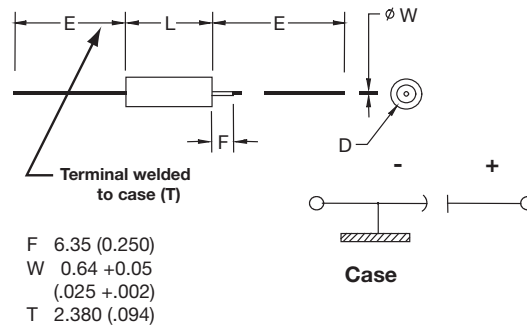 E L E ø W
F
D
Terminal welded
to case (T)
- +
Case
F 6.35 (0.250)
W 0.64 +0.05
(.025 +.002)
T 2.380 (.094)